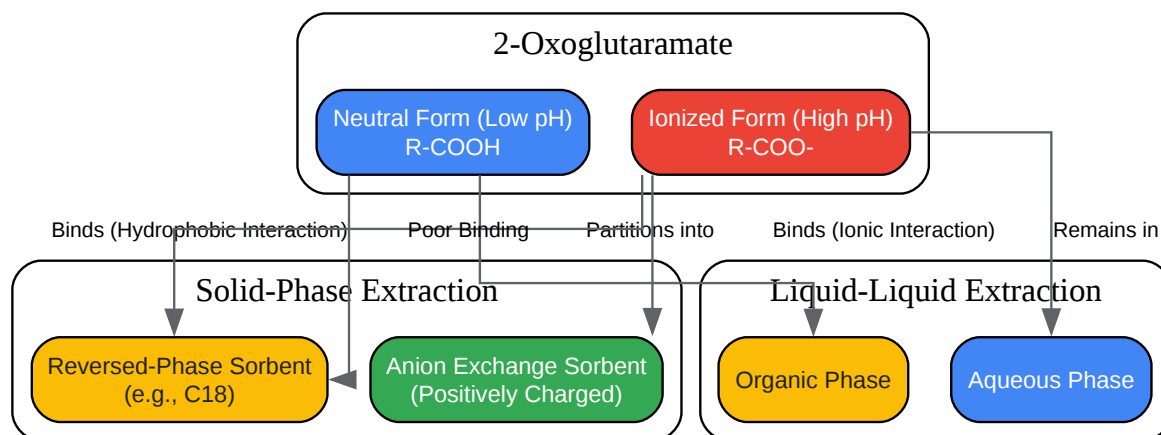 2-Oxoglutaramate
Neutral Form (Low pH)
R-COOH
Ionized Form (High pH)
R-COO-
Binds (Hydrophobic Interaction)
Poor Binding
Partitions into
Binds (Ionic Interaction)
Remains in
Solid-Phase Extraction
Liquid-Liquid Extraction
Reversed-Phase Sorbent
(e.g., C18)
Anion Exchange Sorbent
(Positively Charged)
Organic Phase
Aqueous Phase